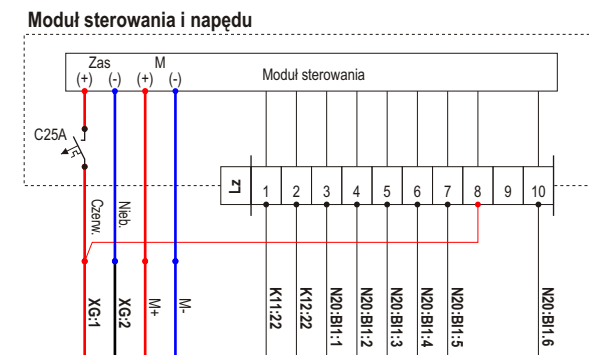 Moduł sterowania i napędu
Zas M
(+) (-) (+) (-)
Moduł sterowania
C25A
Lz 1 2 3 4 5 6 7 8 9 10
Czerw.
Nieb.
XG:1
XG:2
M+
M-
K11:22
K12:22
N20:BI1:1
N20:BI1:2
N20:BI1:3
N20:BI1:4
N20:BI1:5
N20:BI1.6